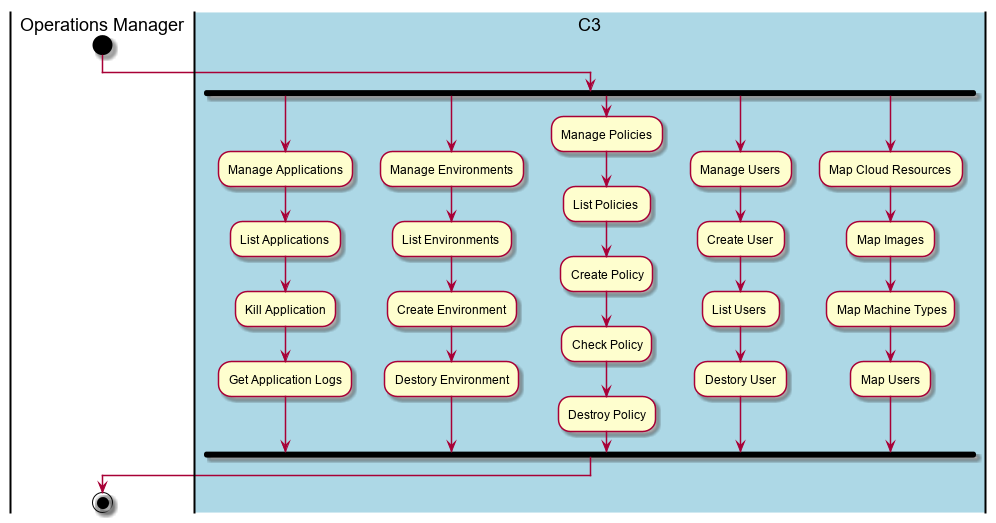 Operations Manager
C3
Manage Applications
List Applications
Kill Application
Get Application Logs
Manage Environments
List Environments
Create Environment
Destory Environment
Manage Policies
List Policies
Create Policy
Check Policy
Destroy Policy
Manage Users
Create User
List Users
Destory User
Map Cloud Resources
Map Images
Map Machine Types
Map Users